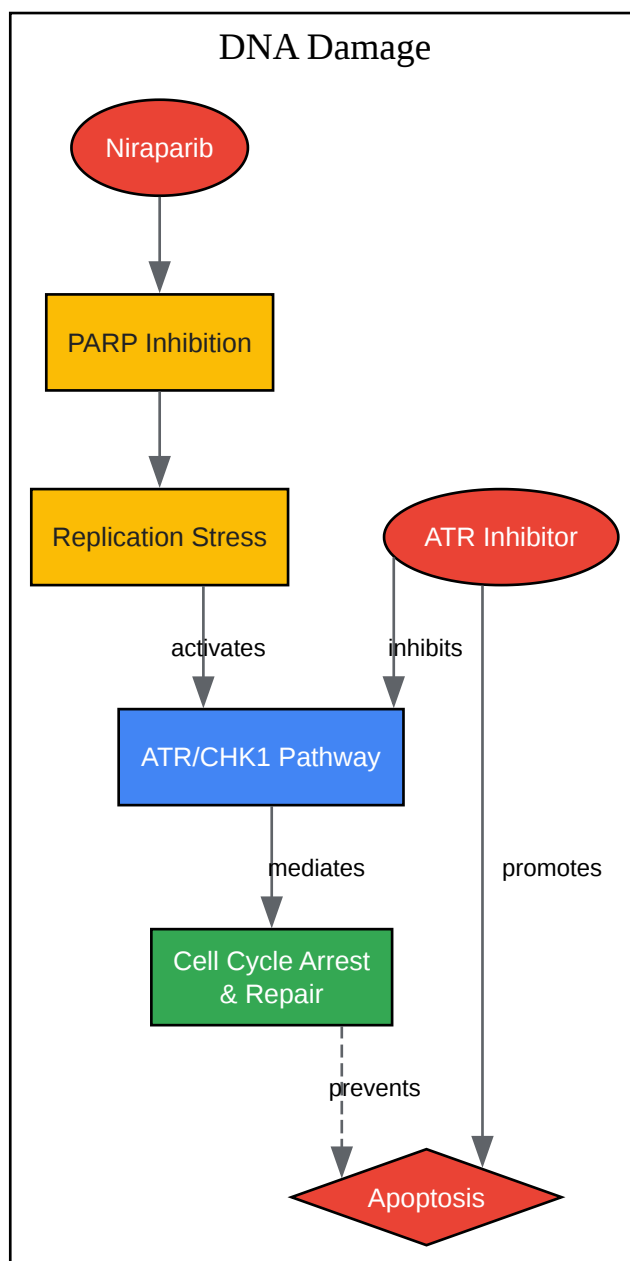 DNA Damage
Niraparib
PARP Inhibition
Replication Stress
ATR Inhibitor
activates
inhibits
ATR/CHK1 Pathway
mediates
promotes
Cell Cycle Arrest
& Repair
prevents
Apoptosis